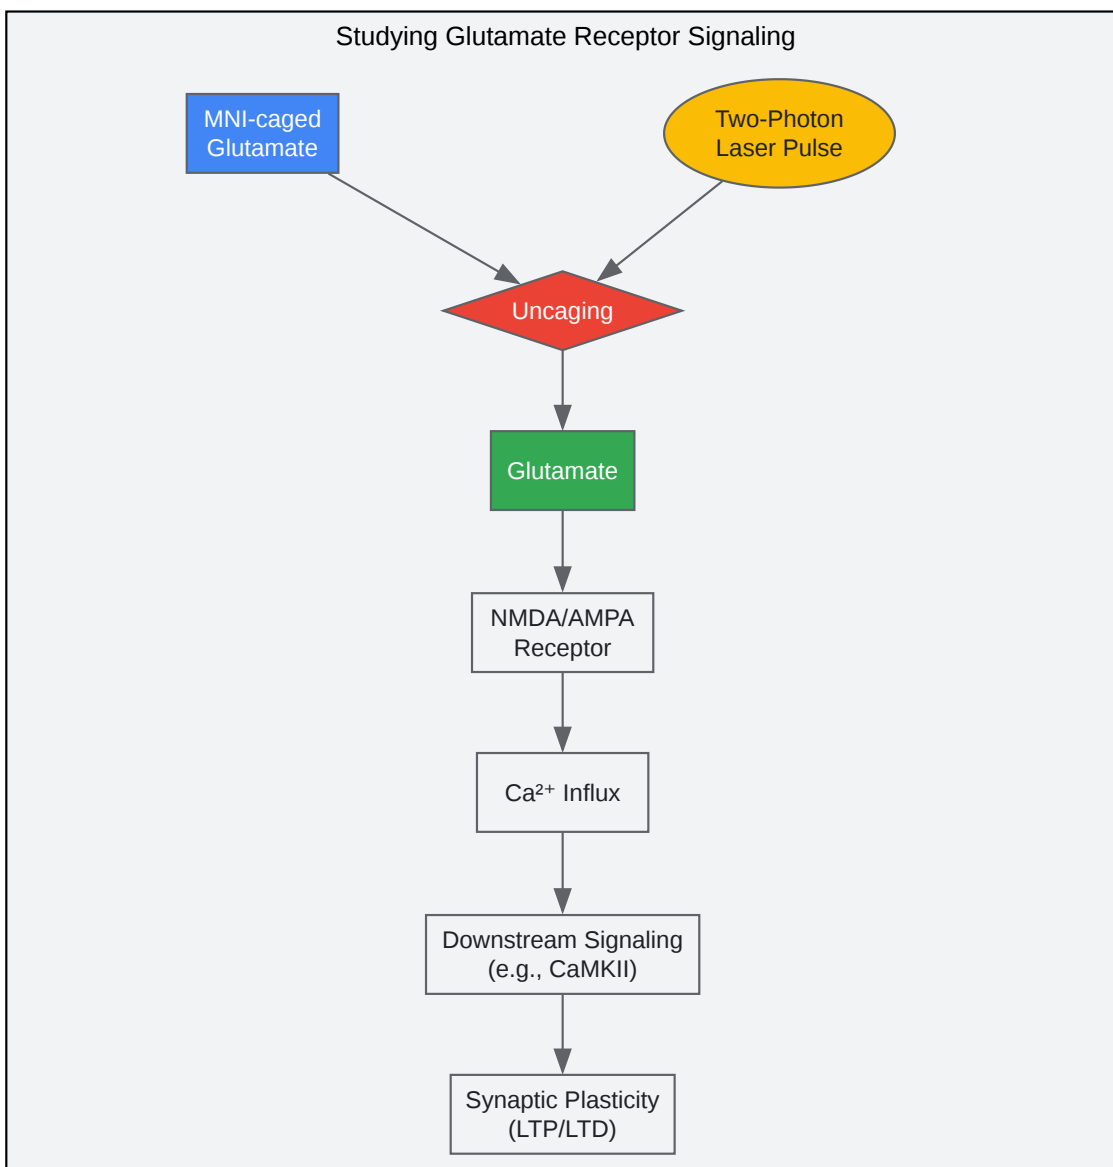 Studying Glutamate Receptor Signaling
MNI-caged
Glutamate
Two-Photon
Laser Pulse
Uncaging
Glutamate
NMDA/AMPA
Receptor
Ca²⁺ Influx
Downstream Signaling
(e.g., CaMKII)
Synaptic Plasticity
(LTP/LTD)